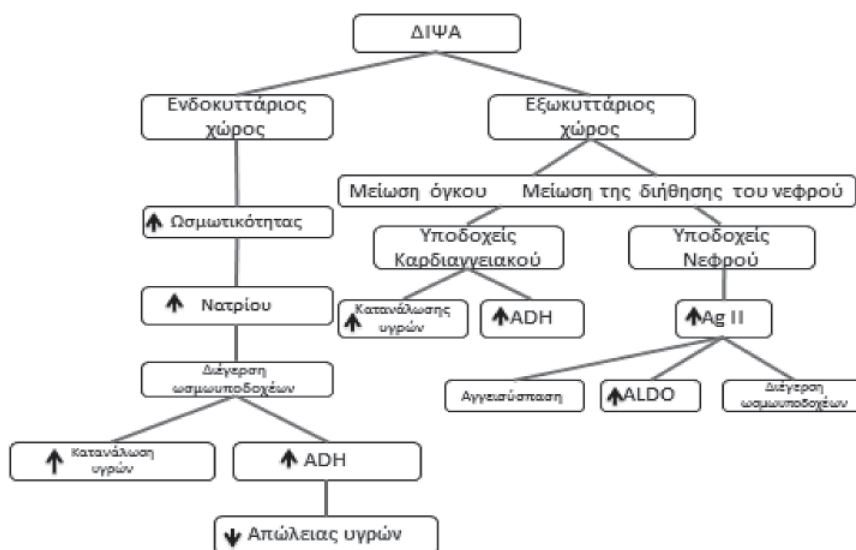 ΔΙΨΑ
Ενδοκυττάριος
χώρος
Εξωκυττάριος
χώρος
Μείωση όγκου Μείωση της διήθησης του νεφρού
Ωσμωτικότητας
Υποδοχείς
Καρδιαγγειακού
Υποδοχείς
Νεφρού
Νατρίου
Κατανάλωσης
υγρών
ADH
Ag II
Διέγερση
ωσμωυποδοχέων
Αγγεισύσπαση
ALDO
Διέγερση
ωσμωυποδοχέων
Κατανάλωση
υγρών
ADH
Απώλειας υγρών